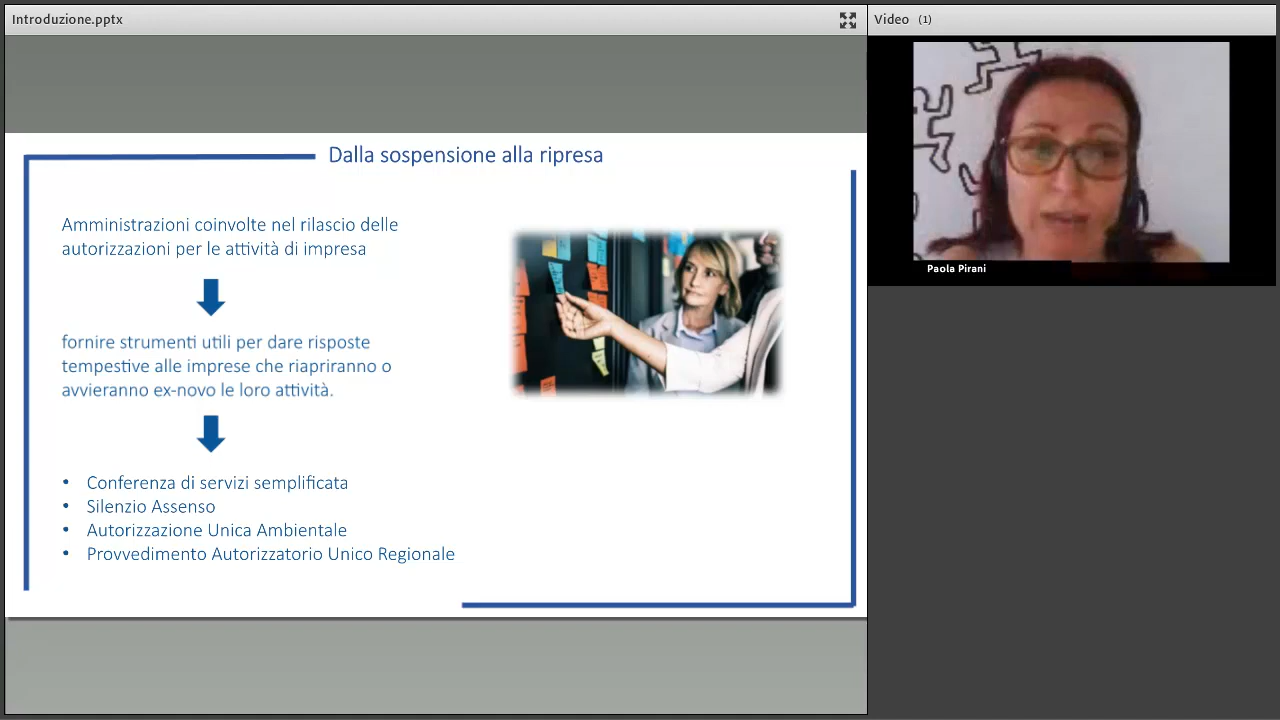 Introduzione.pptx
Video (1)
Paola Pirani
Dalla sospensione alla ripresa
Amministrazioni coinvolte nel rilascio delle
autorizzazioni per le attività di impresa
fornire strumenti utili per dare risposte
tempestive alle imprese che riapriranno o
avvieranno ex-novo le loro attività.
• Conferenza di servizi semplificata
• Silenzio Assenso
• Autorizzazione Unica Ambientale
• Provvedimento Autorizzatorio Unico Regionale